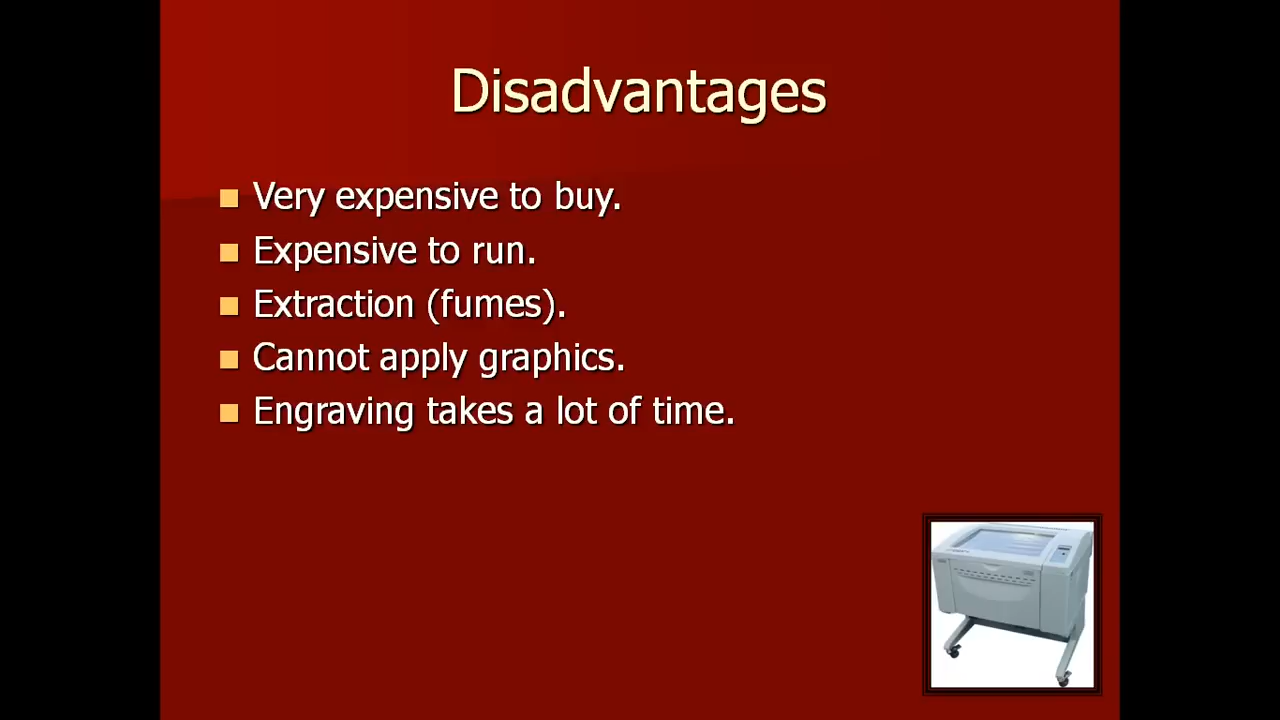 Disadvantages
Very expensive to buy.
Expensive to run.
Extraction (fumes).
Cannot apply graphics.
Engraving takes a lot of time.